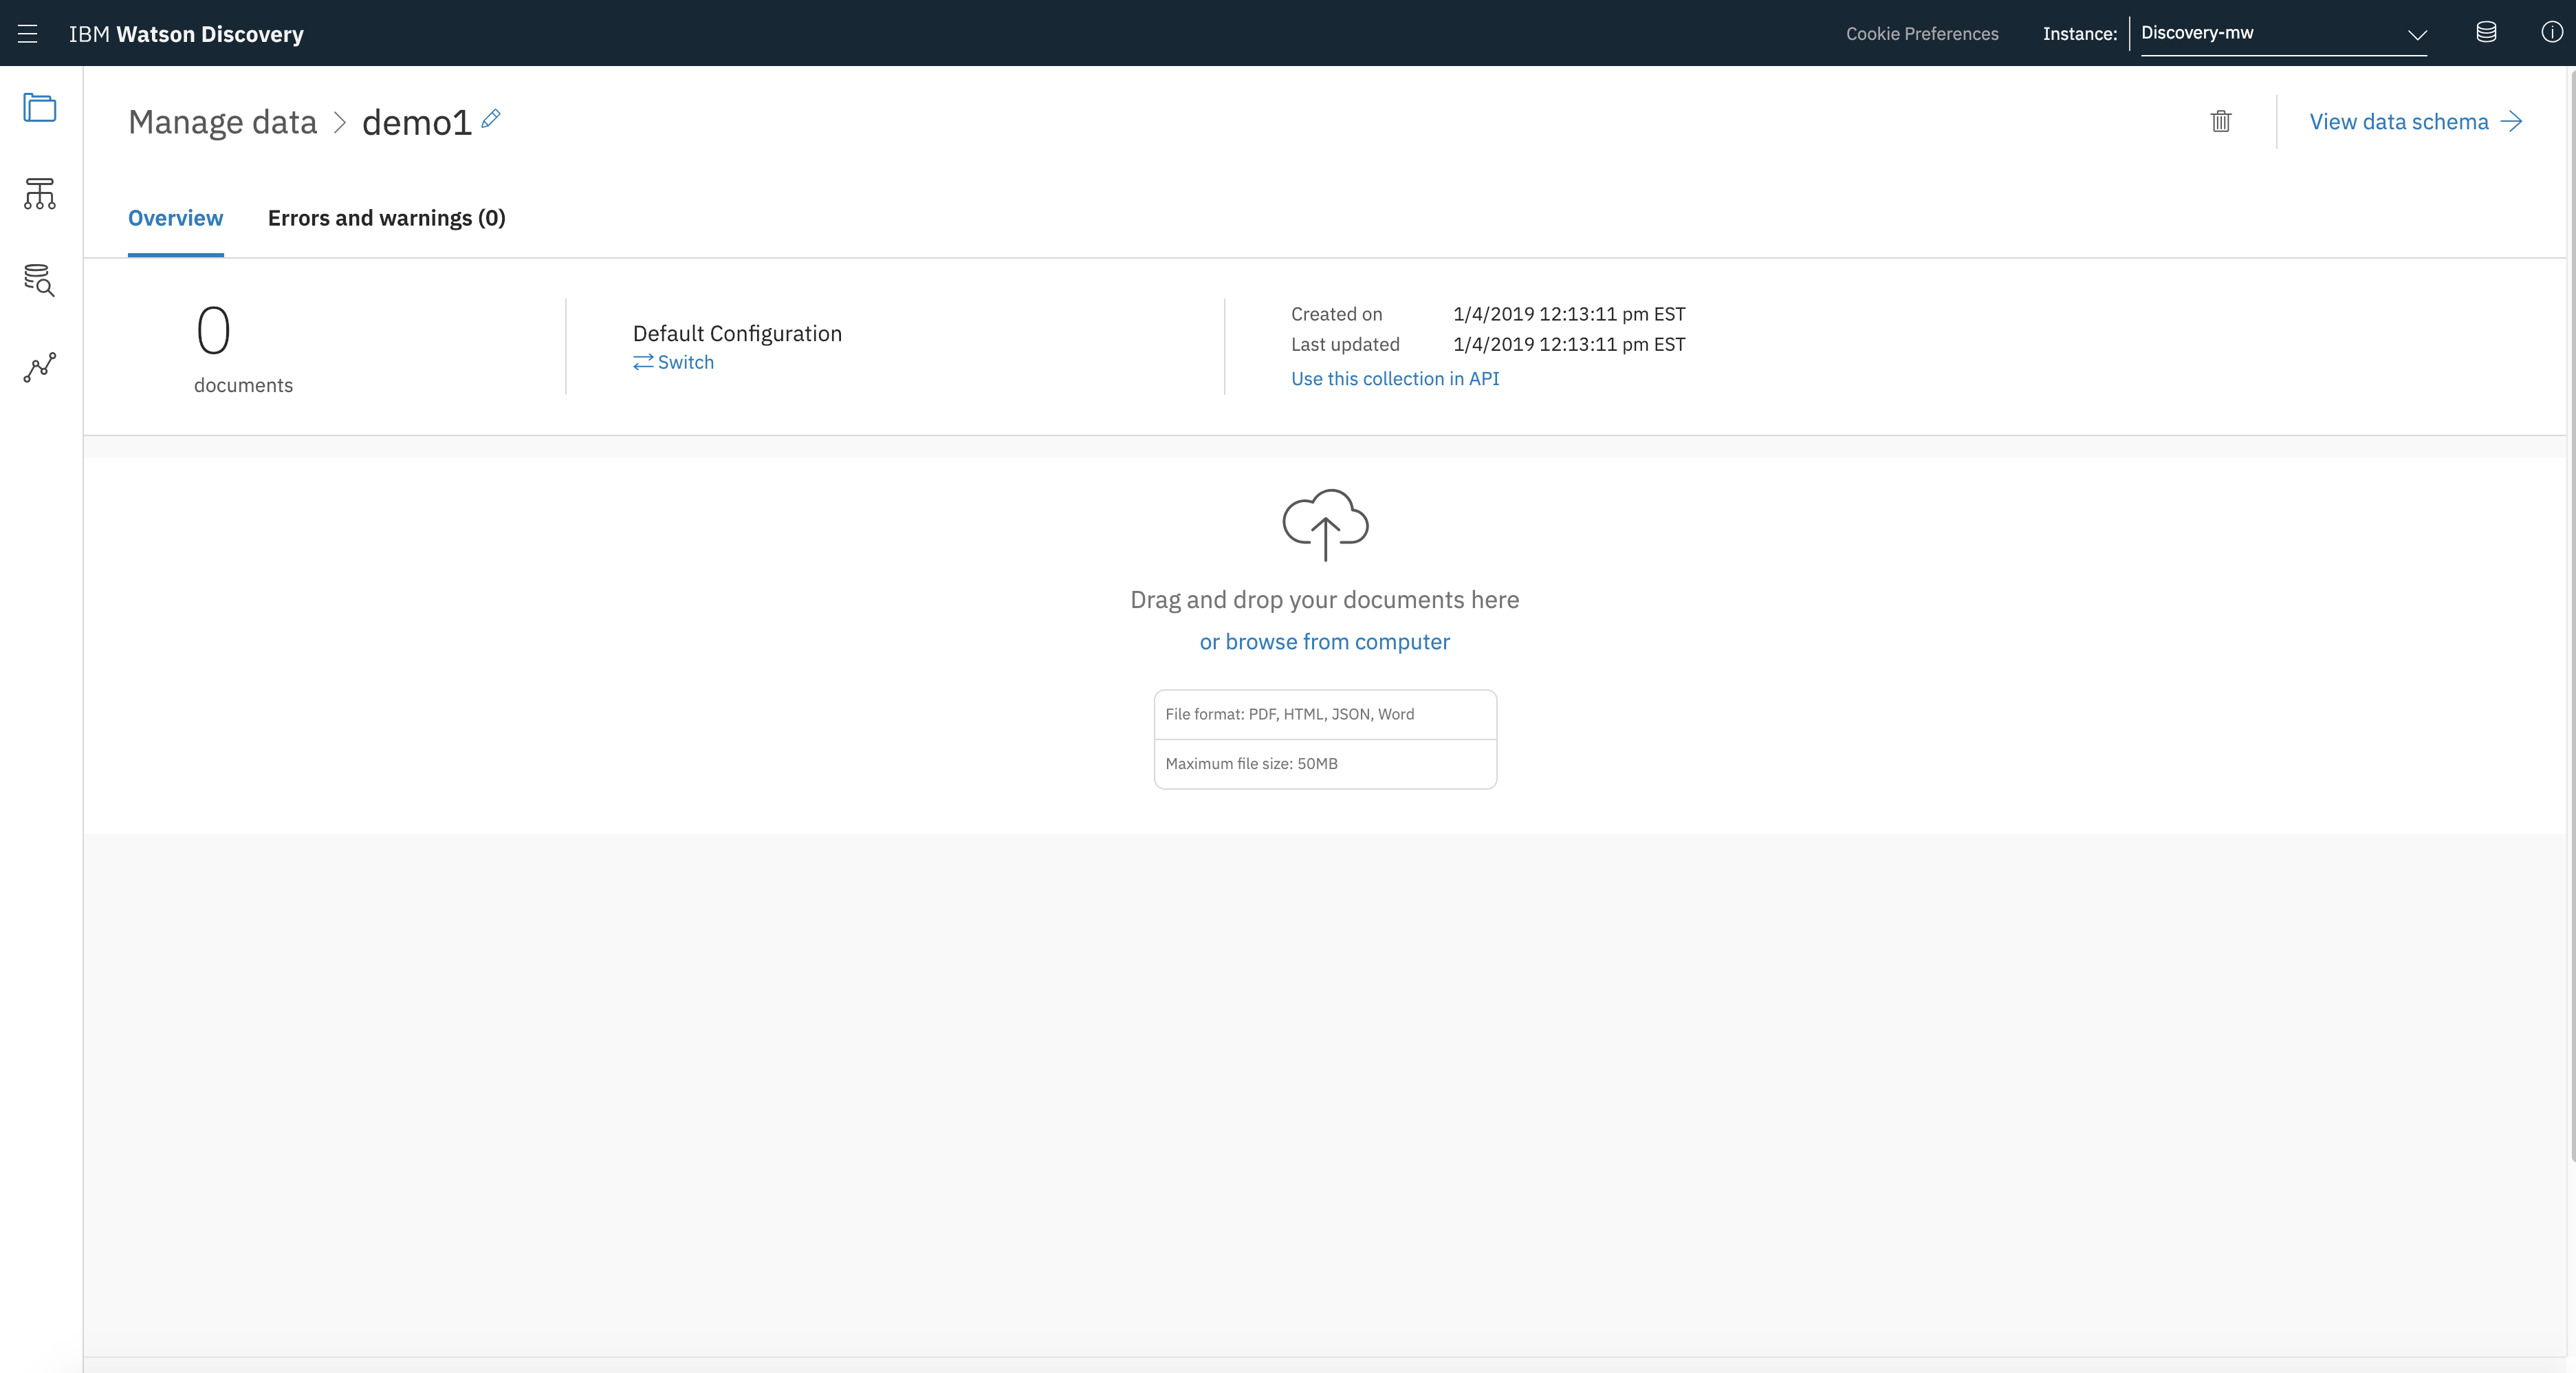 IBM Watson Discovery
Cookie Preferences
Instance:
Discovery-mw
Manage data > demo1
View data schema
Overview
Errors and warnings (0)
0
documents
Default Configuration
Switch
Created on 1/4/2019 12:13:11 pm EST
Last updated 1/4/2019 12:13:11 pm EST
Use this collection in API
Drag and drop your documents here
or browse from computer
File format: PDF, HTML, JSON, Word
Maximum file size: 50MB